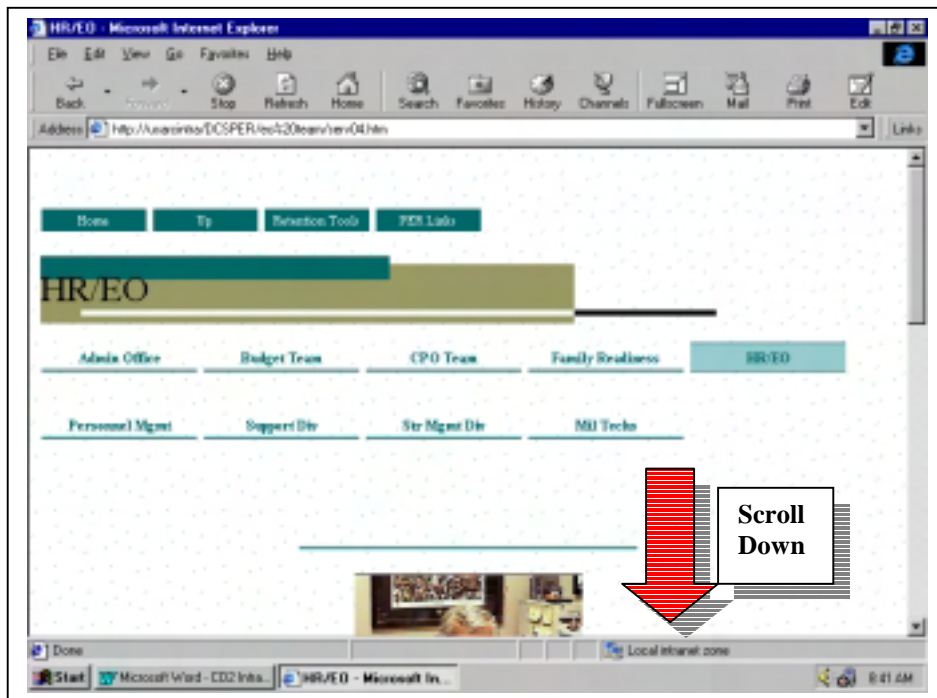 HR/EO - Microsoft Internet Explorer
File Edit View Go Favorites Help
Back Forward Stop Refresh Home Search Favorites History Channels Fullscreen Mail Print Edit
Address Links
Home Up Retention Tools PER Links
HR/EO
Admin Office Budget Team CPO Team Family Readiness HR/EO
Personnel Mgmt Support Div Str Mgmt Div Mil Techs
Scroll
Down
Done Local intranet zone
Start Microsoft Word - CD2 Intra... HR/EO - Microsoft In... 8:41 AM